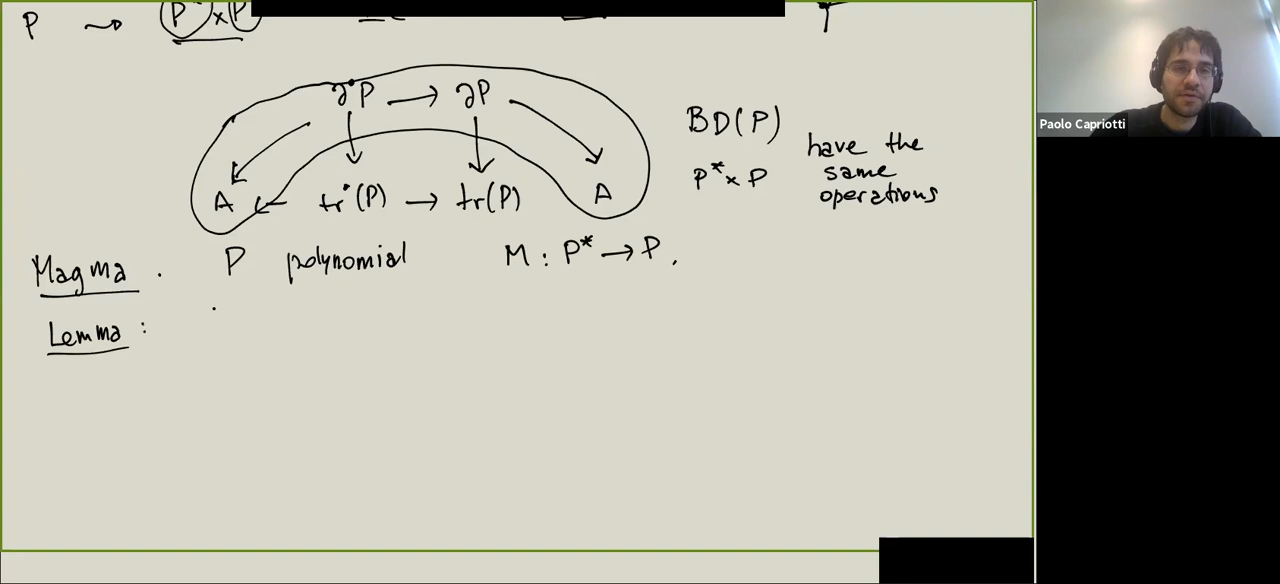 P ⇝ (P*) × P
∂•P → ∂P
A ← tr•(P) → tr(P) A
BD(P)
P* × P
have the
same
operations
Magma . P polynomial M : P* → P .
Lemma :
Paolo Capriotti